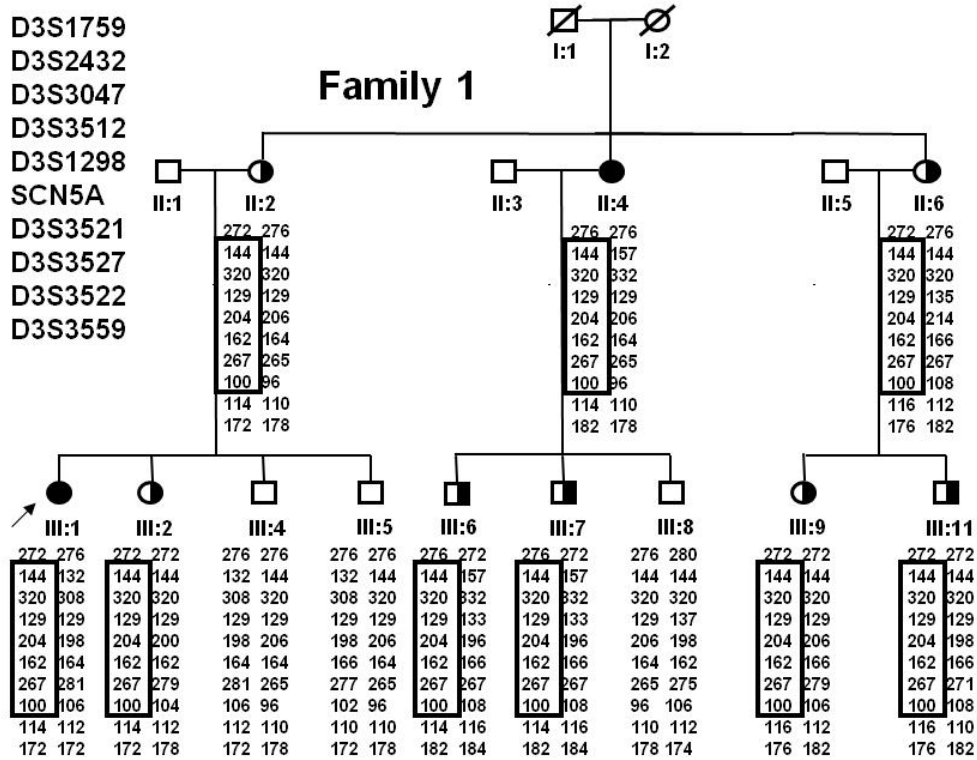 D3S1759
D3S2432
D3S3047
D3S3512
D3S1298
SCN5A
D3S3521
D3S3527
D3S3522
D3S3559
Family 1
I:1 I:2
II:1 II:2 II:3 II:4 II:5 II:6
272 276 276 276 272 276
144 144 144 157 144 144
320 320 320 332 320 320
129 129 129 129 129 135
204 206 204 206 204 214
162 164 162 164 162 166
267 265 267 265 267 267
100 96 100 96 100 108
114 110 114 110 116 112
172 178 182 178 176 182
III:1 III:2 III:4 III:5 III:6 III:7 III:8 III:9 III:11
272 276 272 272 276 276 276 276 276 272 276 272 276 280 272 272 272 272
144 132 144 144 132 144 132 144 144 157 144 157 144 144 144 144 144 144
320 308 320 320 308 320 308 320 320 332 320 332 320 320 320 320 320 320
129 129 129 129 129 129 129 129 129 133 129 133 129 137 129 129 129 129
204 198 204 200 198 206 198 206 204 196 204 196 206 198 204 206 204 198
162 164 162 162 164 164 166 164 162 166 162 166 164 162 162 166 162 166
267 281 267 279 281 265 277 265 267 267 267 267 265 275 267 279 267 271
100 106 100 104 106 96 102 96 100 108 100 108 96 106 100 106 100 108
114 112 114 112 112 110 110 110 114 116 114 116 110 112 116 112 116 110
172 172 172 178 172 178 172 178 182 184 182 184 178 174 176 182 176 182